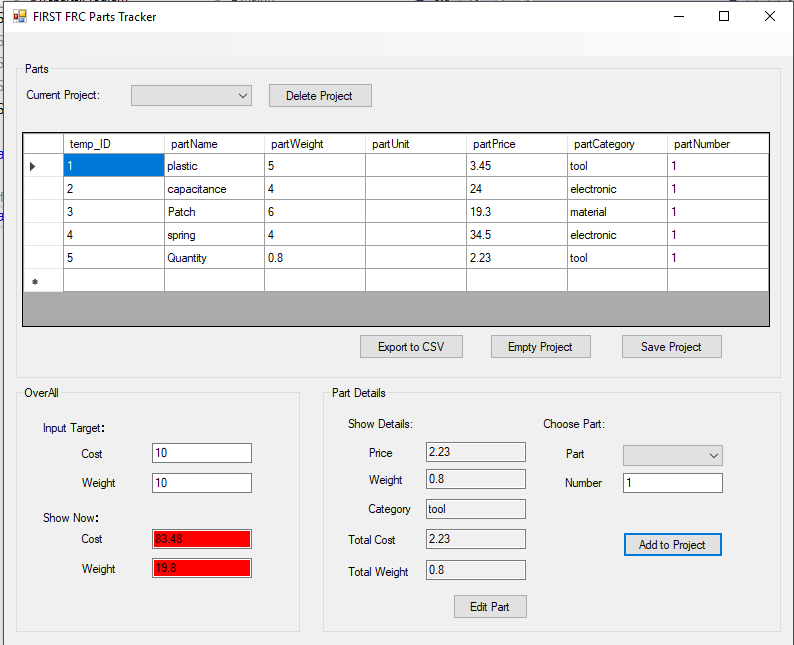 FIRST FRC Parts Tracker
Parts
Current Project:
Delete Project
temp_ID partName partWeight partUnit partPrice partCategory partNumber
1 plastic 5 3.45 tool 1
2 capacitance 4 24 electronic 1
3 Patch 6 19.3 material 1
4 spring 4 34.5 electronic 1
5 Quantity 0.8 2.23 tool 1
Export to CSV Empty Project Save Project
OverAll
Input Target:
Cost 10
Weight 10
Show Now:
Cost 83.48
Weight 19.8
Part Details
Show Details:
Price 2.23
Weight 0.8
Category tool
Total Cost 2.23
Total Weight 0.8
Edit Part
Choose Part:
Part
Number 1
Add to Project